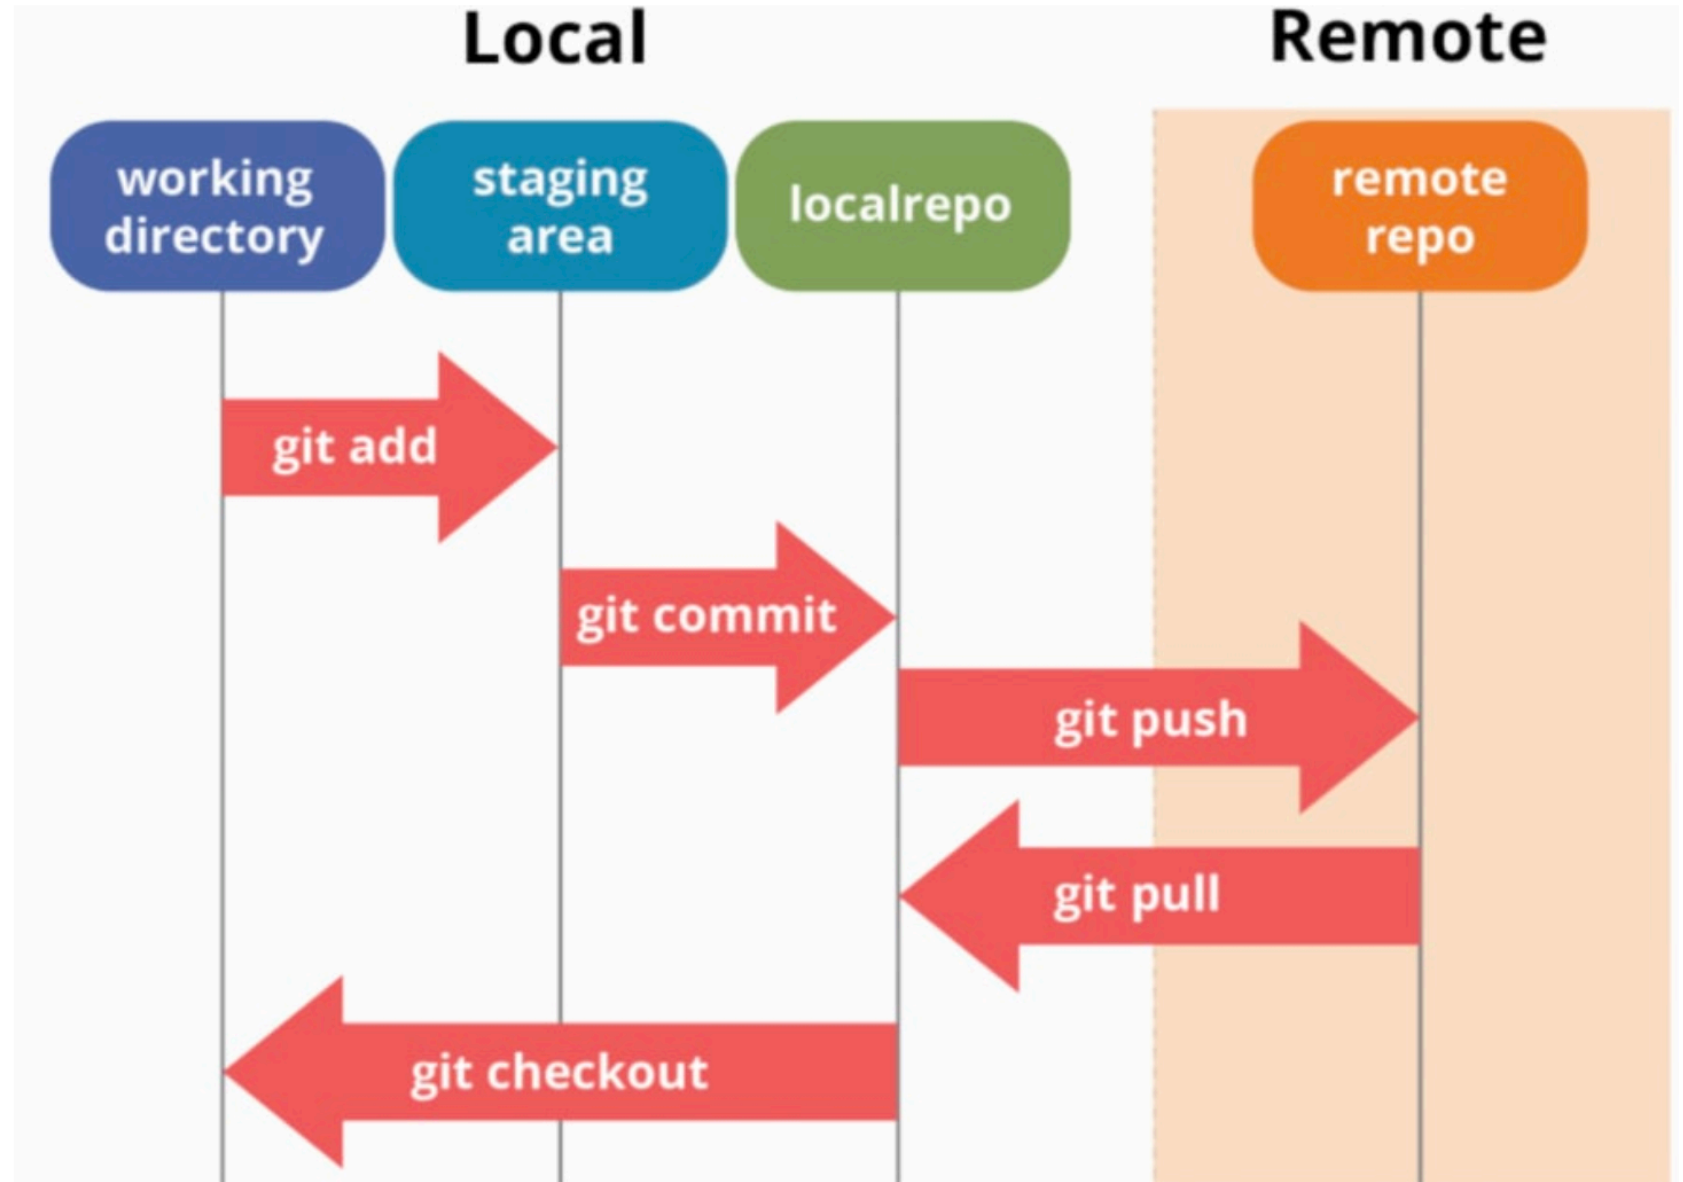 Local
Remote
working
directory
staging
area
localrepo
remote
repo
git add
git commit
git push
git pull
git checkout